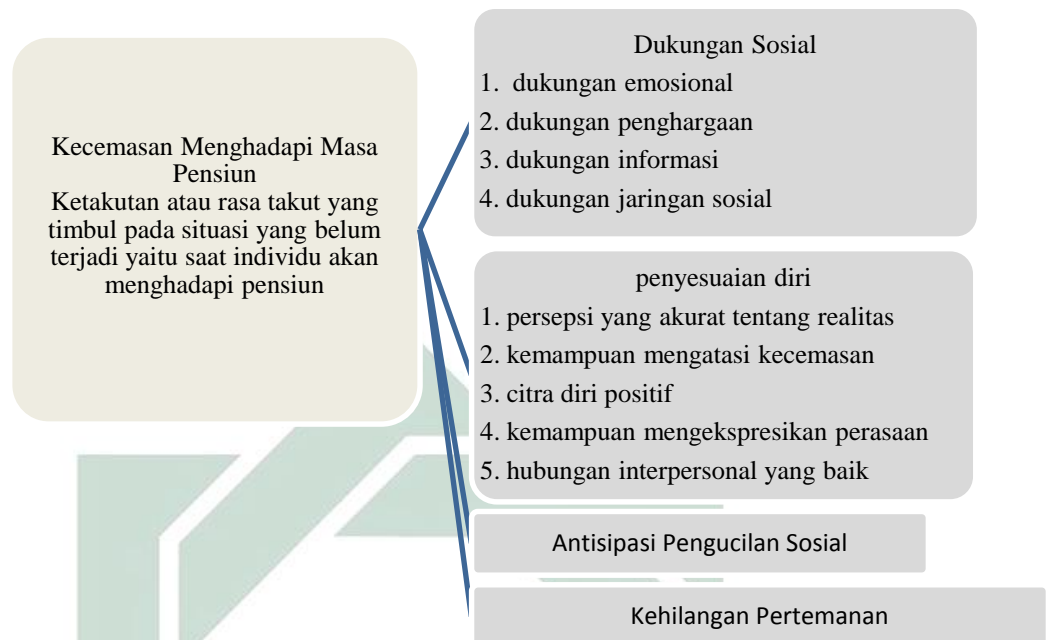 Kecemasan Menghadapi Masa
Pensiun
Ketakutan atau rasa takut yang
timbul pada situasi yang belum
terjadi yaitu saat individu akan
menghadapi pensiun
Dukungan Sosial
1. dukungan emosional
2. dukungan penghargaan
3. dukungan informasi
4. dukungan jaringan sosial
penyesuaian diri
1. persepsi yang akurat tentang realitas
2. kemampuan mengatasi kecemasan
3. citra diri positif
4. kemampuan mengekspresikan perasaan
5. hubungan interpersonal yang baik
Antisipasi Pengucilan Sosial
Kehilangan Pertemanan